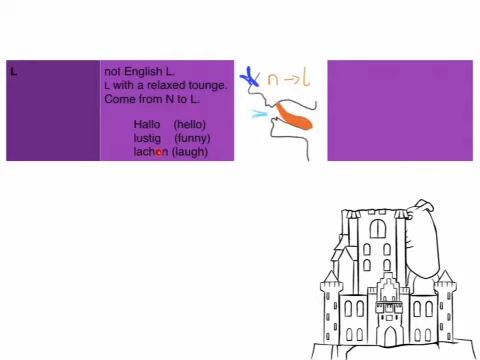 L
not English L.
L with a relaxed tounge.
Come from N to L.
Hallo (hello)
lustig (funny)
lachen (laugh)
n → l